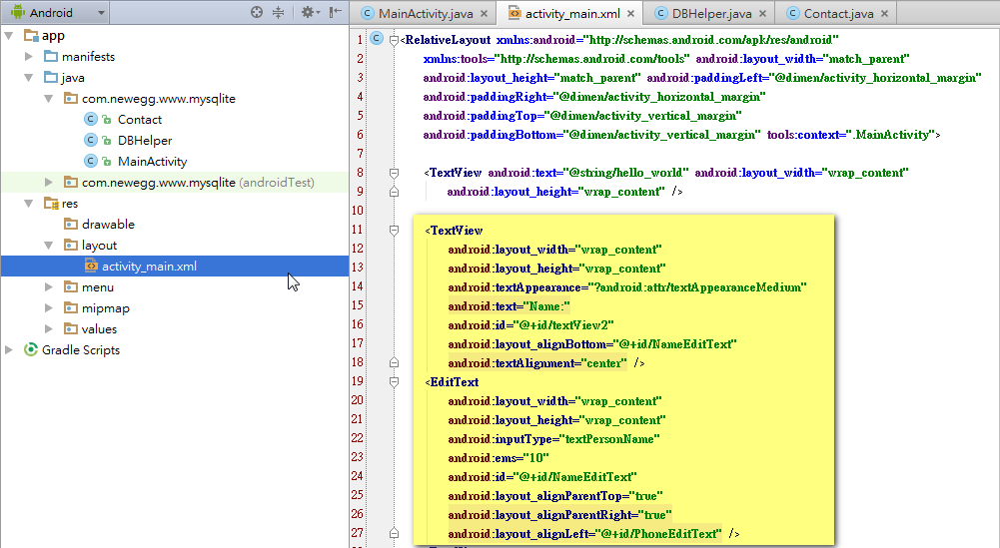 Android
app
manifests
java
com.newegg.www.mysqlite
Contact
DBHelper
MainActivity
com.newegg.www.mysqlite (androidTest)
res
drawable
layout
activity_main.xml
menu
mipmap
values
Gradle Scripts
MainActivity.java
activity_main.xml
DBHelper.java
Contact.java
1 <RelativeLayout xmlns:android="http://schemas.android.com/apk/res/android"
2 xmlns:tools="http://schemas.android.com/tools" android:layout_width="match_parent"
3 android:layout_height="match_parent" android:paddingLeft="@dimen/activity_horizontal_margin"
4 android:paddingRight="@dimen/activity_horizontal_margin"
5 android:paddingTop="@dimen/activity_vertical_margin"
6 android:paddingBottom="@dimen/activity_vertical_margin" tools:context=".MainActivity">
7
8 <TextView android:text="@string/hello_world" android:layout_width="wrap_content"
9 android:layout_height="wrap_content" />
10
11 <TextView
12 android:layout_width="wrap_content"
13 android:layout_height="wrap_content"
14 android:textAppearance="?android:attr/textAppearanceMedium"
15 android:text="Name:"
16 android:id="@+id/textView2"
17 android:layout_alignBottom="@+id/NameEditText"
18 android:textAlignment="center" />
19 <EditText
20 android:layout_width="wrap_content"
21 android:layout_height="wrap_content"
22 android:inputType="textPersonName"
23 android:ems="10"
24 android:id="@+id/NameEditText"
25 android:layout_alignParentTop="true"
26 android:layout_alignParentRight="true"
27 android:layout_alignLeft="@+id/PhoneEditText" />